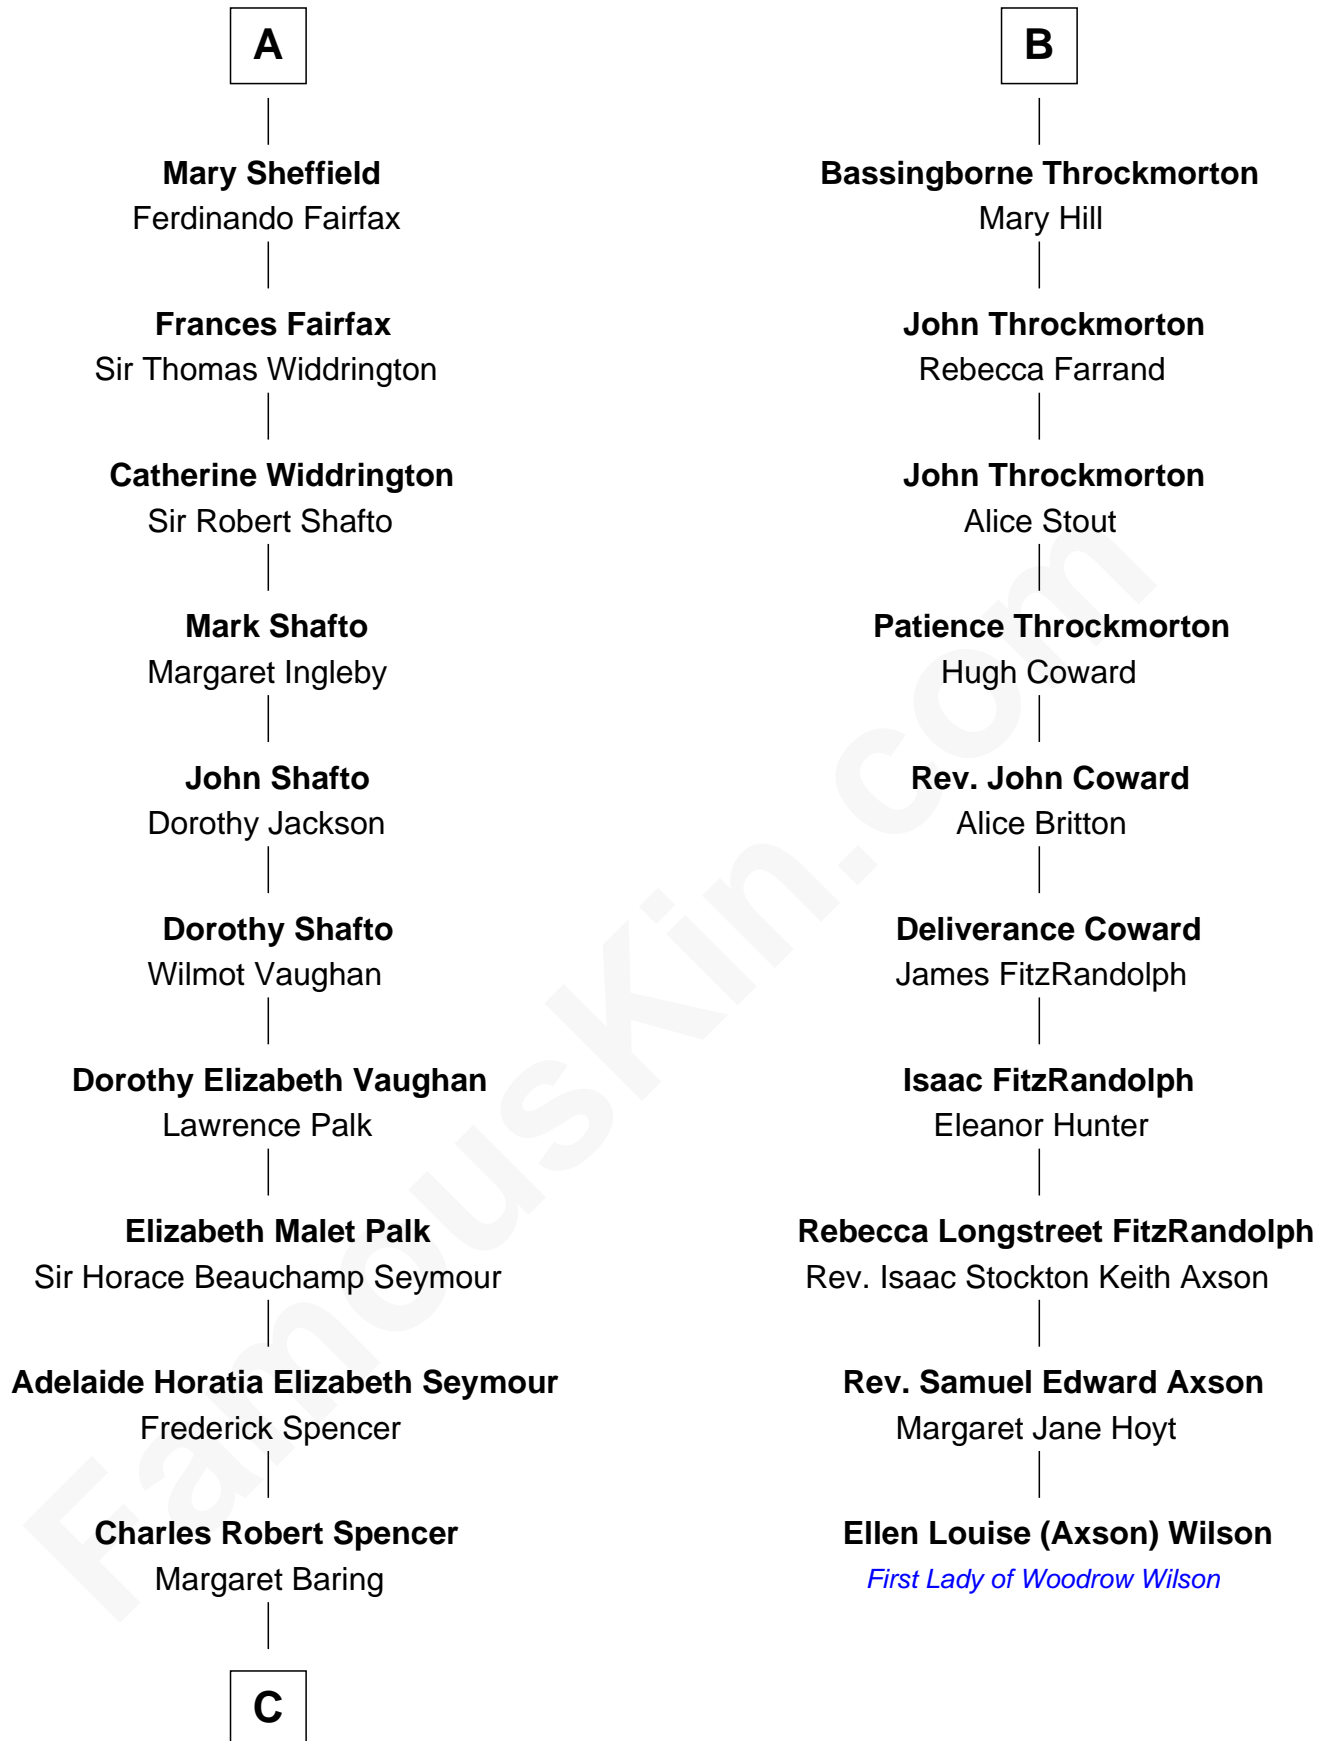 A
Mary Sheffield
Ferdinando Fairfax
Frances Fairfax
Sir Thomas Widdrington
Catherine Widdrington
Sir Robert Shafto
Mark Shafto
Margaret Ingleby
John Shafto
Dorothy Jackson
Dorothy Shafto
Wilmot Vaughan
Dorothy Elizabeth Vaughan
Lawrence Palk
Elizabeth Malet Palk
Sir Horace Beauchamp Seymour
Adelaide Horatia Elizabeth Seymour
Frederick Spencer
Charles Robert Spencer
Margaret Baring
C
B
Bassingborne Throckmorton
Mary Hill
John Throckmorton
Rebecca Farrand
John Throckmorton
Alice Stout
Patience Throckmorton
Hugh Coward
Rev. John Coward
Alice Britton
Deliverance Coward
James FitzRandolph
Isaac FitzRandolph
Eleanor Hunter
Rebecca Longstreet FitzRandolph
Rev. Isaac Stockton Keith Axson
Rev. Samuel Edward Axson
Margaret Jane Hoyt
Ellen Louise (Axson) Wilson
First Lady of Woodrow Wilson
FamousKin.com